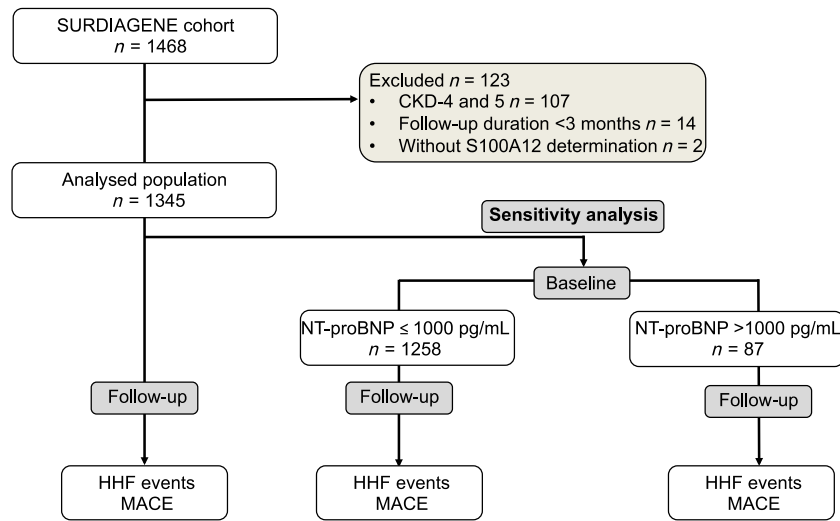 SURDIAGENE cohort
n = 1468
Excluded n = 123
• CKD-4 and 5 n = 107
• Follow-up duration <3 months n = 14
• Without S100A12 determination n = 2
Analysed population
n = 1345
Sensitivity analysis
Baseline
NT-proBNP ≤ 1000 pg/mL
n = 1258
NT-proBNP >1000 pg/mL
n = 87
Follow-up
Follow-up
Follow-up
HHF events
MACE
HHF events
MACE
HHF events
MACE